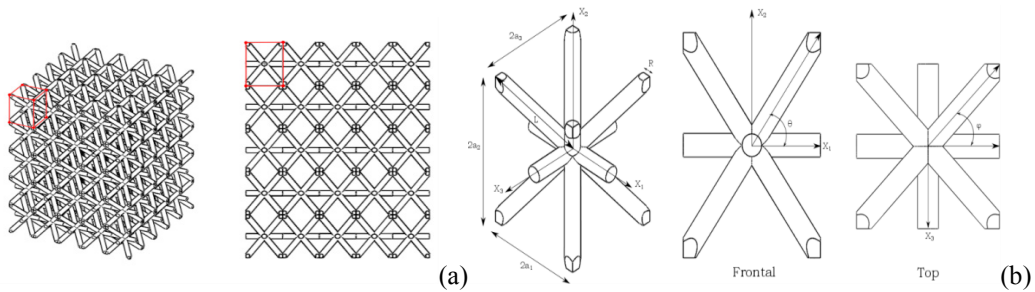 (a)
X₂
2a₃
R
L
2a₂
X₃
X₁
2a₁
X₂
θ
X₁
Frontal
φ
X₃
Top
(b)